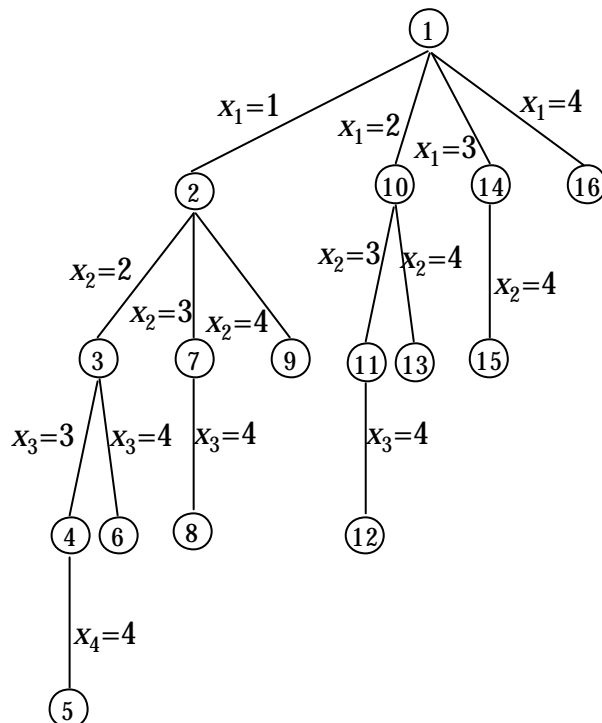 1
x₁=1
x₁=2
x₁=3
x₁=4
2
10
14
16
x₂=2
x₂=3
x₂=4
x₂=3
x₂=4
x₂=4
3
7
9
11
13
15
x₃=3
x₃=4
x₃=4
x₃=4
4
6
8
12
x₄=4
5